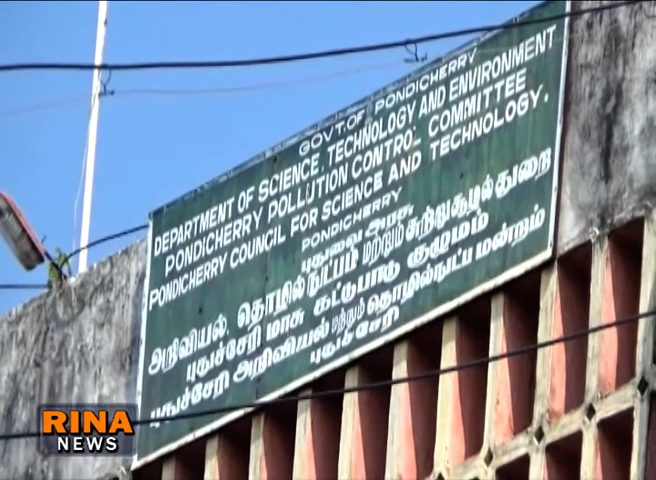 GOVT. OF PONDICHERRY
DEPARTMENT OF SCIENCE, TECHNOLOGY AND ENVIRONMENT
PONDICHERRY POLLUTION CONTROL COMMITTEE
PONDICHERRY COUNCIL FOR SCIENCE AND TECHNOLOGY.
PONDICHERRY
புதுவை அரசு
அறிவியல் தொழில் நுட்பம் மற்றும் சுற்றுச்சூழல் துறை
புதுச்சேரி மாசு கட்டுப்பாடு குழுமம்
புதுச்சேரி அறிவியல் மற்றும் தொழில்நுட்ப மன்றம்
புதுச்சேரி
RINA
NEWS